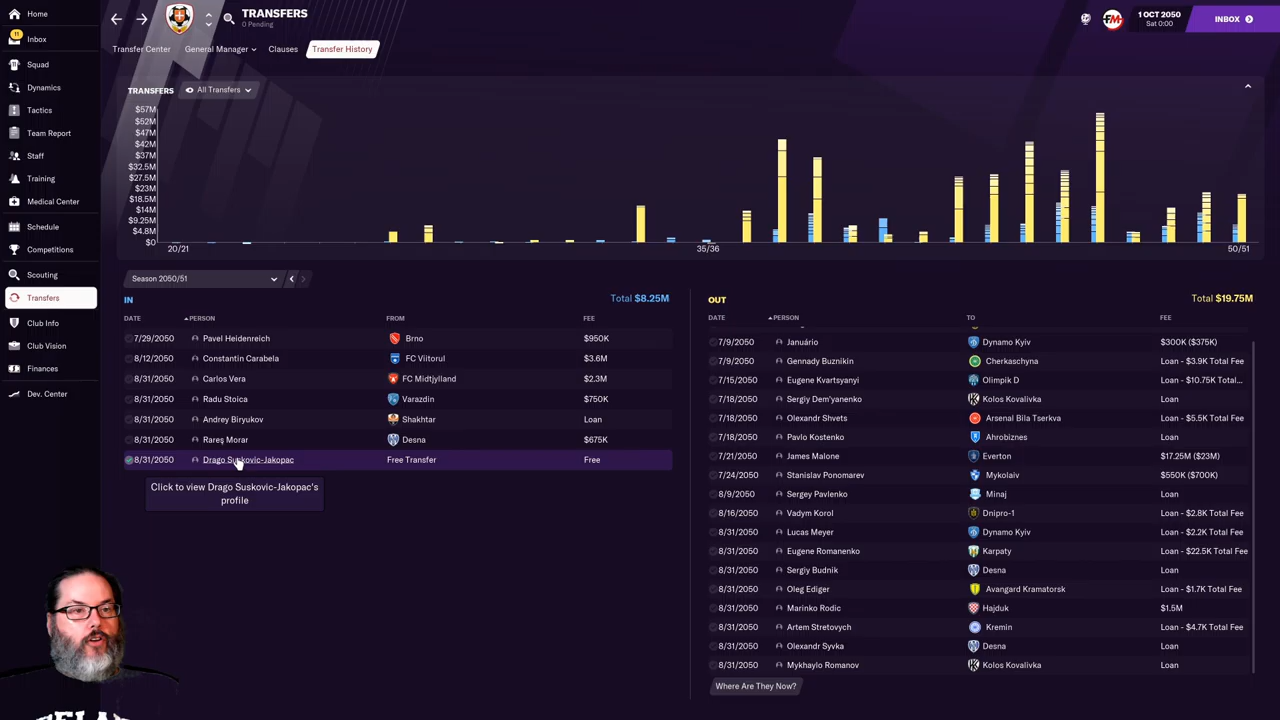 Home
11
Inbox
Squad
Dynamics
Tactics
Team Report
Staff
Training
Medical Center
Schedule
Competitions
Scouting
Transfers
Club Info
Club Vision
Finances
Dev. Center
TRANSFERS
0 Pending
FM
1 OCT 2050
Sat 0:00
INBOX
Transfer Center General Manager Clauses Transfer History
TRANSFERS All Transfers
$57M
$52M
$47M
$42M
$37M
$32.5M
$27.5M
$23M
$18.5M
$14M
$9.25M
$4.8M
$0
20/21 35/36 50/51
Season 2050/51
IN Total $8.25M
DATE PERSON FROM FEE
7/29/2050 Pavel Heidenreich Brno $950K
8/12/2050 Constantin Carabela FC Viitorul $3.6M
8/31/2050 Carlos Vera FC Midtjylland $2.3M
8/31/2050 Radu Stoica Varazdin $750K
8/31/2050 Andrey Biryukov Shakhtar Loan
8/31/2050 Rareş Morar Desna $675K
8/31/2050 Drago Suskovic-Jakopac Free Transfer Free
Click to view Drago Suskovic-Jakopac's
profile
OUT Total $19.75M
DATE PERSON TO FEE
7/9/2050 Januário Dynamo Kyiv $300K ($375K)
7/9/2050 Gennady Buznikin Cherkaschyna Loan - $3.9K Total Fee
7/15/2050 Eugene Kvartsyanyi Olimpik D Loan - $10.75K Total...
7/18/2050 Sergiy Dem'yanenko Kolos Kovalivka Loan
7/18/2050 Olexandr Shvets Arsenal Bila Tserkva Loan - $5.5K Total Fee
7/18/2050 Pavlo Kostenko Ahrobiznes Loan
7/21/2050 James Malone Everton $17.25M ($23M)
7/24/2050 Stanislav Ponomarev Mykolaiv $550K ($700K)
8/9/2050 Sergey Pavlenko Minaj Loan
8/16/2050 Vadym Korol Dnipro-1 Loan - $2.8K Total Fee
8/31/2050 Lucas Meyer Dynamo Kyiv Loan - $2.2K Total Fee
8/31/2050 Eugene Romanenko Karpaty Loan - $22.5K Total Fee
8/31/2050 Sergiy Budnik Desna Loan
8/31/2050 Oleg Ediger Avangard Kramatorsk Loan - $1.7K Total Fee
8/31/2050 Marinko Rodic Hajduk $1.5M
8/31/2050 Artem Stretovych Kremin Loan - $4.7K Total Fee
8/31/2050 Olexandr Syvka Desna Loan
8/31/2050 Mykhaylo Romanov Kolos Kovalivka Loan
Where Are They Now?